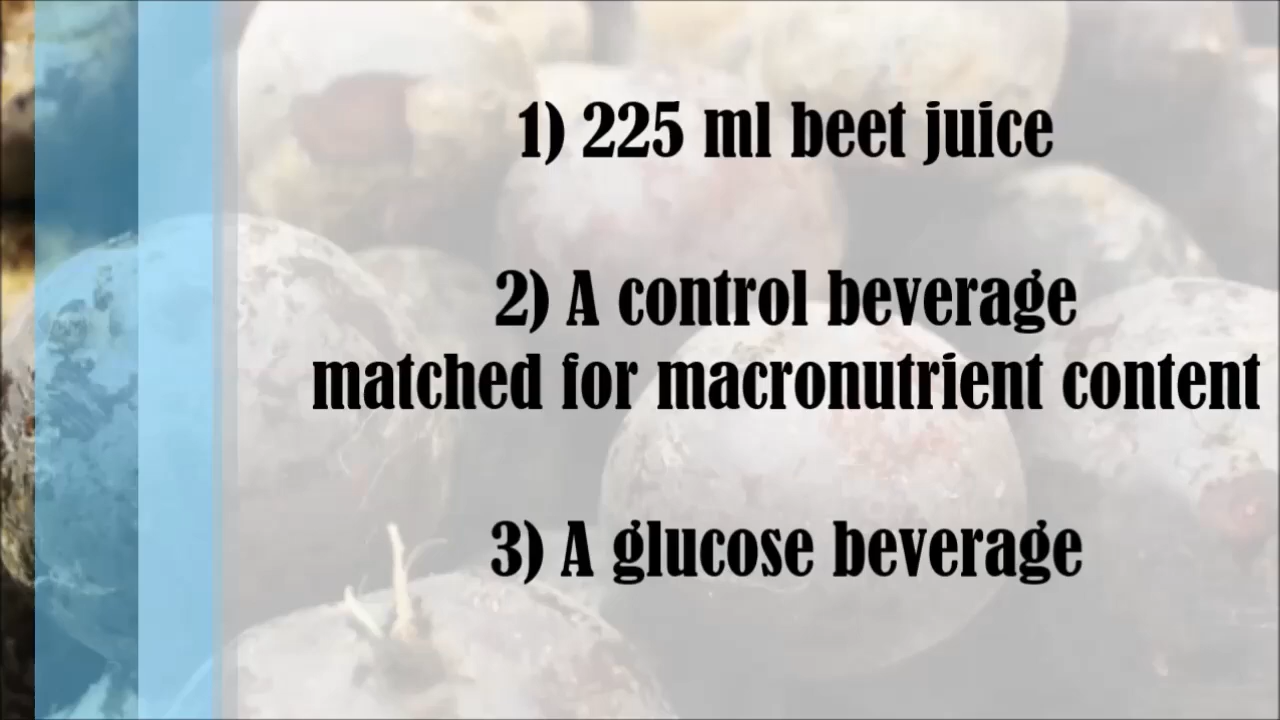 1) 225 ml beet juice
2) A control beverage
matched for macronutrient content
3) A glucose beverage